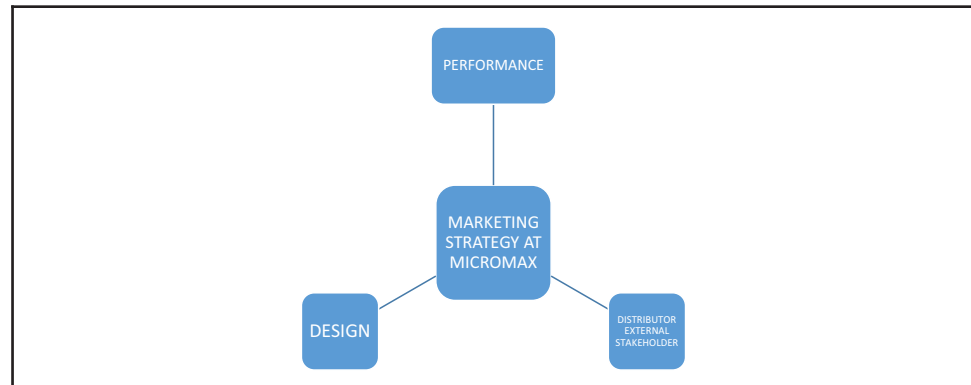 PERFORMANCE
MARKETING
STRATEGY AT
MICROMAX
DESIGN
DISTRIBUTOR
EXTERNAL
STAKEHOLDER